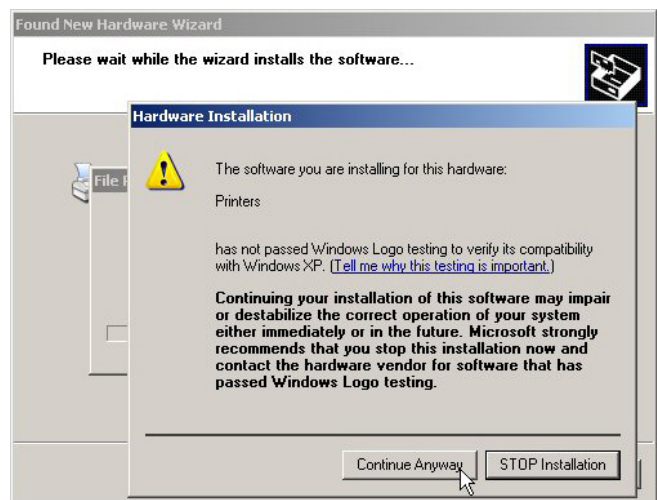 Found New Hardware Wizard
Please wait while the wizard installs the software...
Hardware Installation
File
The software you are installing for this hardware:
Printers
has not passed Windows Logo testing to verify its compatibility
with Windows XP. (Tell me why this testing is important.)
Continuing your installation of this software may impair
or destabilize the correct operation of your system
either immediately or in the future. Microsoft strongly
recommends that you stop this installation now and
contact the hardware vendor for software that has
passed Windows Logo testing.
Continue Anyway
STOP Installation